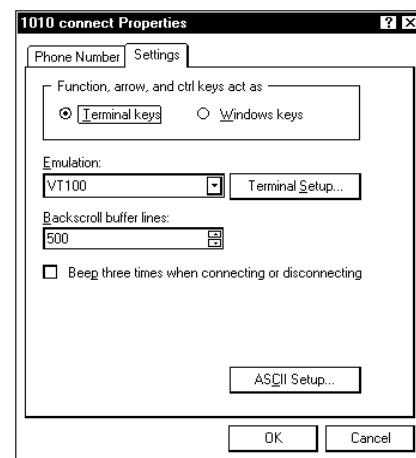 1010 connect Properties
Phone Number
Settings
Function, arrow, and ctrl keys act as
Terminal keys
Windows keys
Emulation:
VT100
Terminal Setup...
Backscroll buffer lines:
500
Beep three times when connecting or disconnecting
ASCII Setup...
OK
Cancel